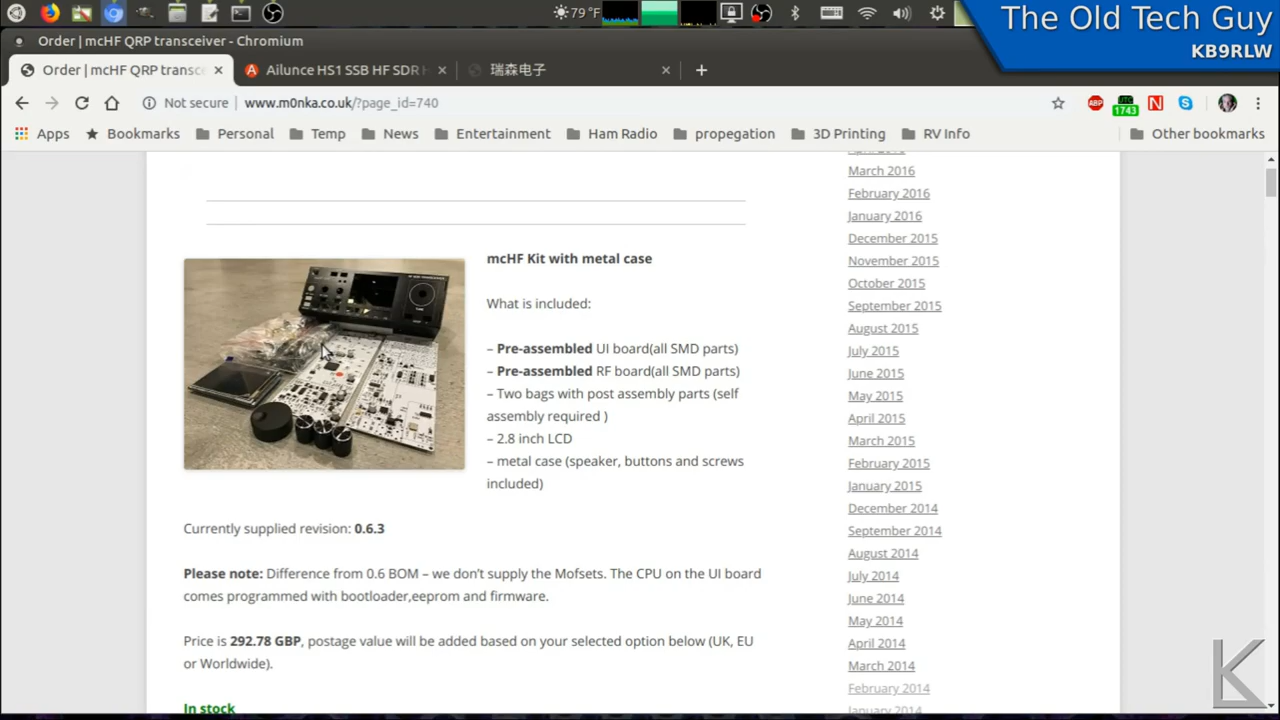 79 °F
The Old Tech Guy
KB9RLW
Order | mcHF QRP transceiver - Chromium
Order | mcHF QRP transce
Ailunce HS1 SSB HF SDR H
瑞森电子
Not secure
www.m0nka.co.uk/?page_id=740
ABP
UTC
1743
N
Apps
Bookmarks
Personal
Temp
News
Entertainment
Ham Radio
propegation
3D Printing
RV Info
Other bookmarks
April 2016
March 2016
February 2016
January 2016
December 2015
November 2015
October 2015
September 2015
August 2015
July 2015
June 2015
May 2015
April 2015
March 2015
February 2015
January 2015
December 2014
September 2014
August 2014
July 2014
June 2014
May 2014
April 2014
March 2014
February 2014
January 2014
mcHF Kit with metal case
What is included:
– Pre-assembled UI board(all SMD parts)
– Pre-assembled RF board(all SMD parts)
– Two bags with post assembly parts (self
assembly required )
– 2.8 inch LCD
– metal case (speaker, buttons and screws
included)
Currently supplied revision: 0.6.3
Please note: Difference from 0.6 BOM – we don't supply the Mofsets. The CPU on the UI board
comes programmed with bootloader,eeprom and firmware.
Price is 292.78 GBP, postage value will be added based on your selected option below (UK, EU
or Worldwide).
In stock
K